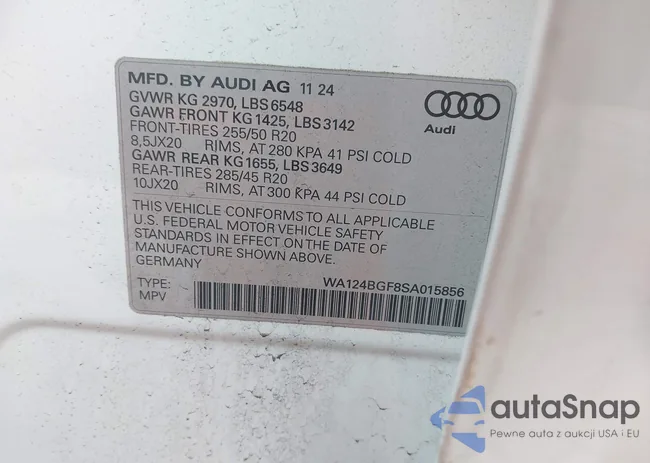 MFD. BY AUDI AG 11 24
GVWR KG 2970, LBS 6548
GAWR FRONT KG 1425, LBS 3142
FRONT-TIRES 255/50 R20
8,5JX20 RIMS, AT 280 KPA 41 PSI COLD
GAWR REAR KG 1655, LBS 3649
REAR-TIRES 285/45 R20
10JX20 RIMS, AT 300 KPA 44 PSI COLD
THIS VEHICLE CONFORMS TO ALL APPLICABLE
U.S. FEDERAL MOTOR VEHICLE SAFETY
STANDARDS IN EFFECT ON THE DATE OF
MANUFACTURE SHOWN ABOVE.
GERMANY
Audi
WA124BGF8SA015856
TYPE:
MPV
autaSnap
Pewne auta z aukcji USA i EU